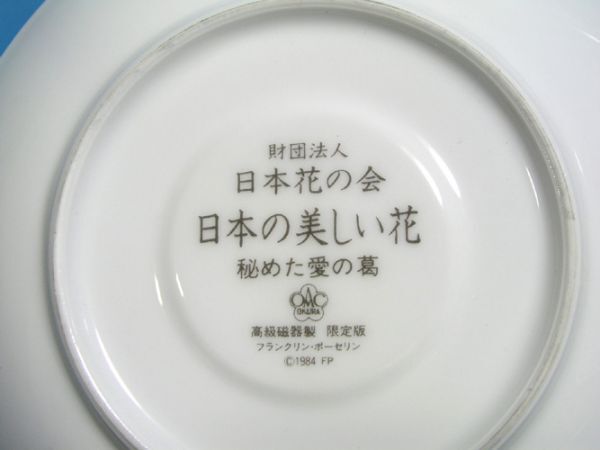 財団法人
日本花の会
日本の美しい花
秘めた愛の葛
OMC
OKURA
高級磁器製 限定版
フランクリン・ポーセリン
©1984 FP